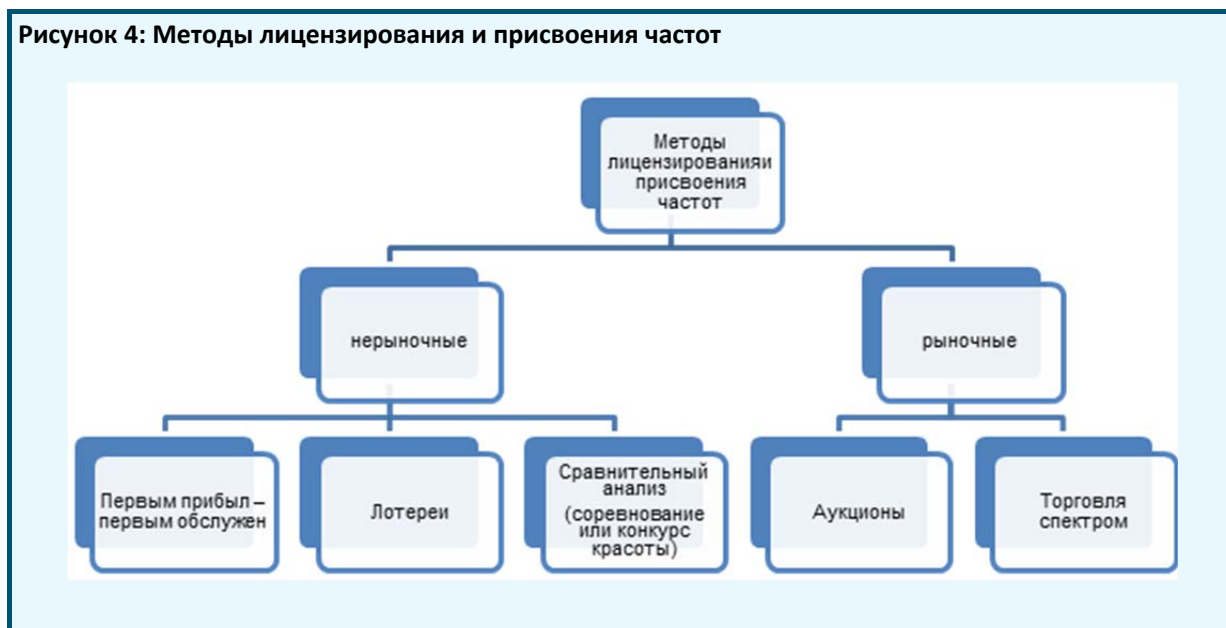 Рисунок 4: Методы лицензирования и присвоения частот
Методы
лицензированияи
присвоения
частот
нерыночные
рыночные
Первым прибыл –
первым обслужен
Лотереи
Сравнительный
анализ
(соревнование
или конкурс
красоты)
Аукционы
Торговля
спектром